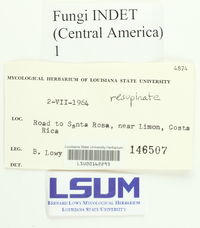 Fungi INDET
(Central America)
1
4874
MYCOLOGICAL HERBARIUM OF LOUISIANA STATE UNIVERSITY
2-VII-1964 resupinate
LOC. Road to Santa Rosa, near Limon, Costa
Rica
LEG. B. Lowy
Louisiana State University Herbarium
146507
DET.
LSUM
BERNARD LOWY MYCOLOGICAL HERBARIUM
LOUISIANA STATE UNIVERSITY